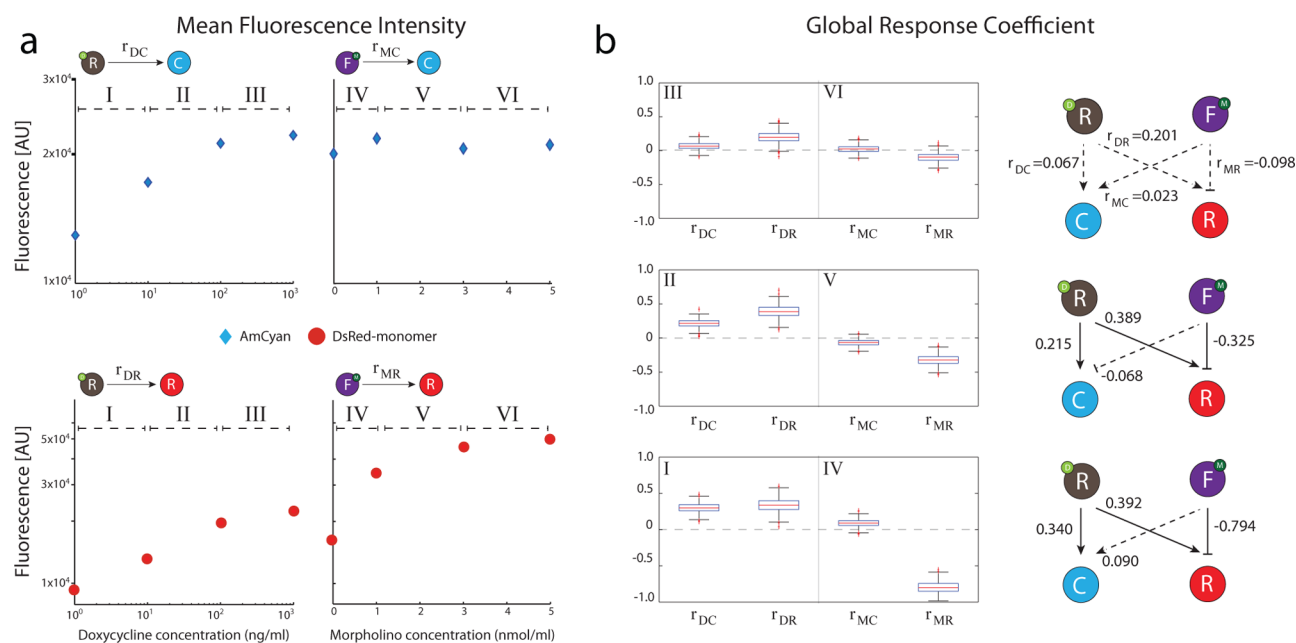 Mean Fluorescence Intensity
Global Response Coefficient
a
D R r DC C
F M r MC C
3x10⁴
2x10⁴
1x10⁴
Fluorescence [AU]
I II III
IV V VI
10⁰ 10¹ 10² 10³
0 1 2 3 4 5
AmCyan DsRed-monomer
R r DR R
F M r MR R
I II III
IV V VI
5x10⁴
3x10⁴
1x10⁴
Fluorescence [AU]
10⁰ 10¹ 10² 10³
0 1 2 3 4 5
Doxycycline concentration (ng/ml)
Morpholino concentration (nmol/ml)
b
III VI
1.0
0.5
0
-0.5
-1.0
r DC r DR r MC r MR
D R F M
r DR =0.201
r DC =0.067
r MR =-0.098
r MC =0.023
C R
II V
1.0
0.5
0
-0.5
-1.0
r DC r DR r MC r MR
D R F M
0.389
0.215
-0.325
-0.068
C R
I IV
1.0
0.5
0
-0.5
-1.0
r DC r DR r MC r MR
D R F M
0.392
0.340
-0.794
0.090
C R